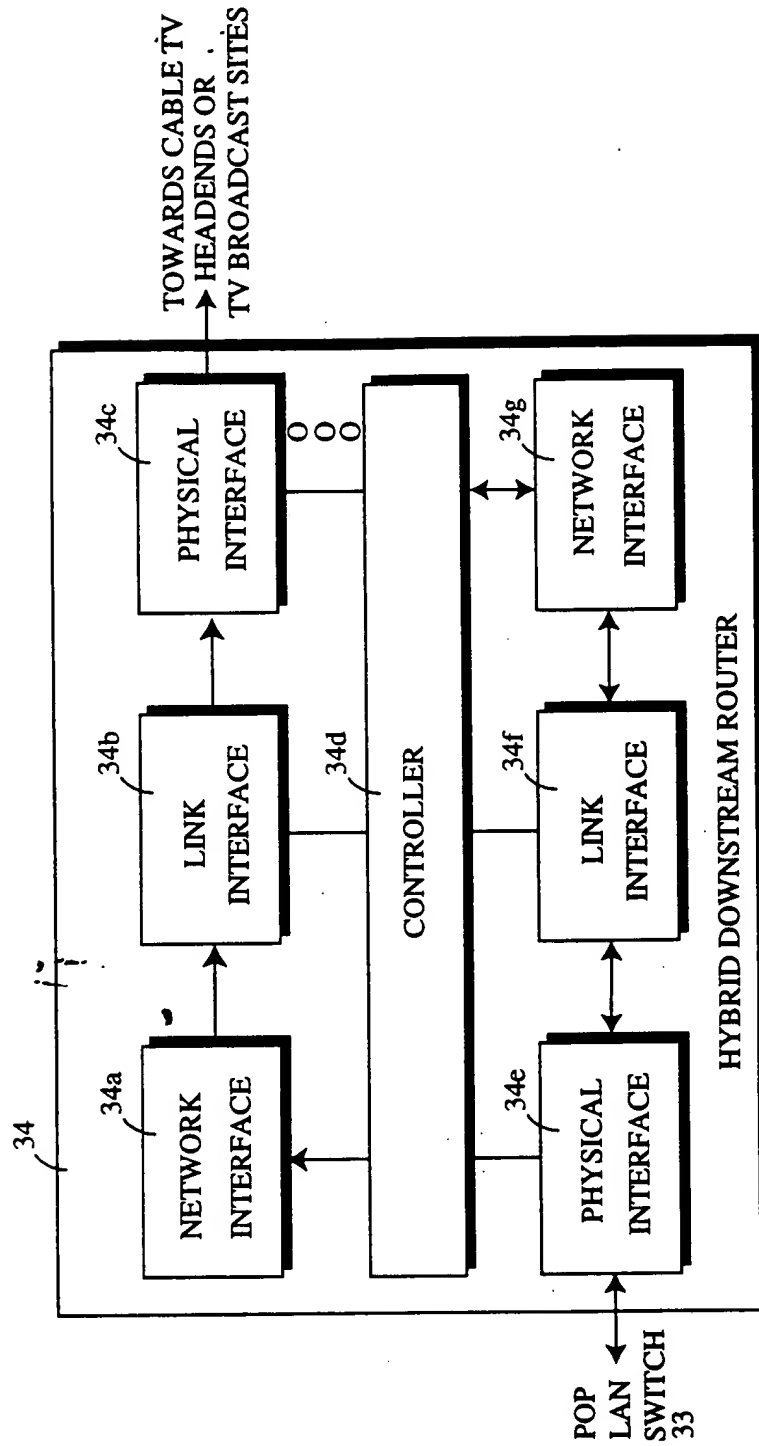 34
34a
NETWORK
INTERFACE
34b
LINK
INTERFACE
34c
PHYSICAL
INTERFACE
TOWARDS CABLE TV
HEADENDS OR
TV BROADCAST SITES
34d
CONTROLLER
34e
PHYSICAL
INTERFACE
34f
LINK
INTERFACE
34g
NETWORK
INTERFACE
POP
LAN
SWITCH
33
HYBRID DOWNSTREAM ROUTER